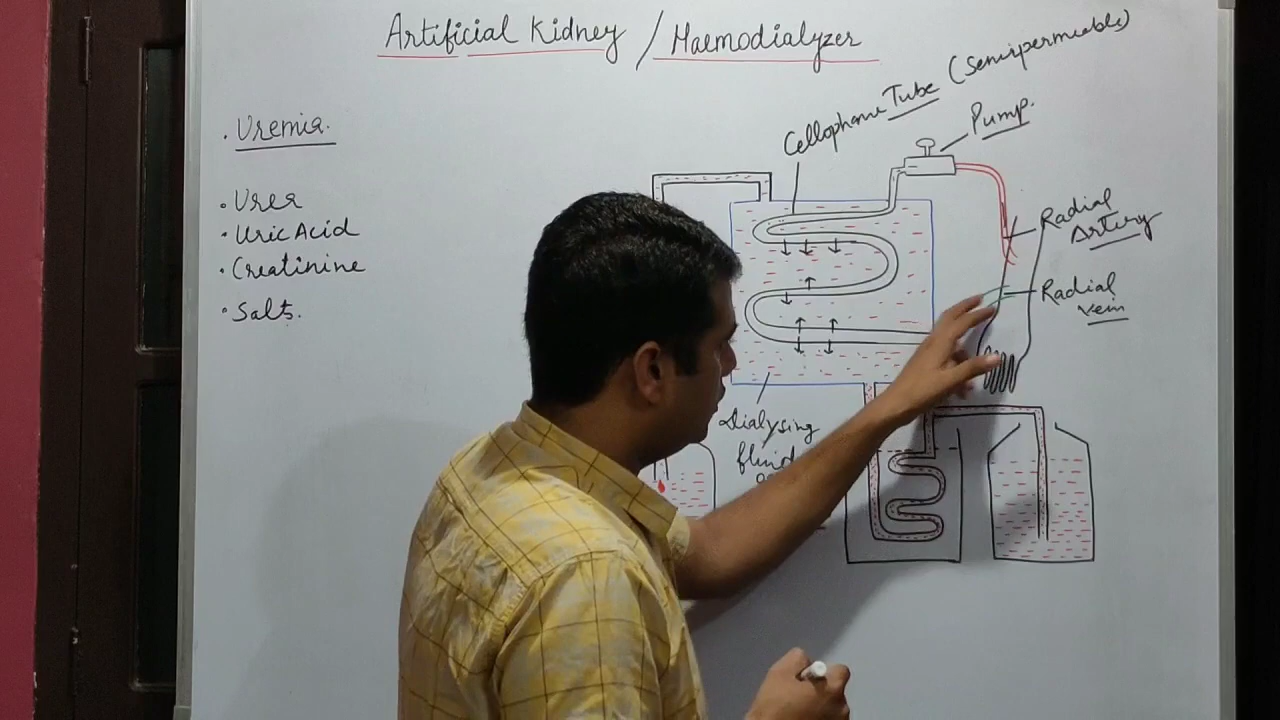 Artificial Kidney / Haemodialyzer
Cellophane Tube (Semipermeable)
Pump.
. Uremia.
. Urea
. Uric Acid
. Creatinine
. Salts.
Radial
Artery
Radial
Vein
Dialysing
fluid